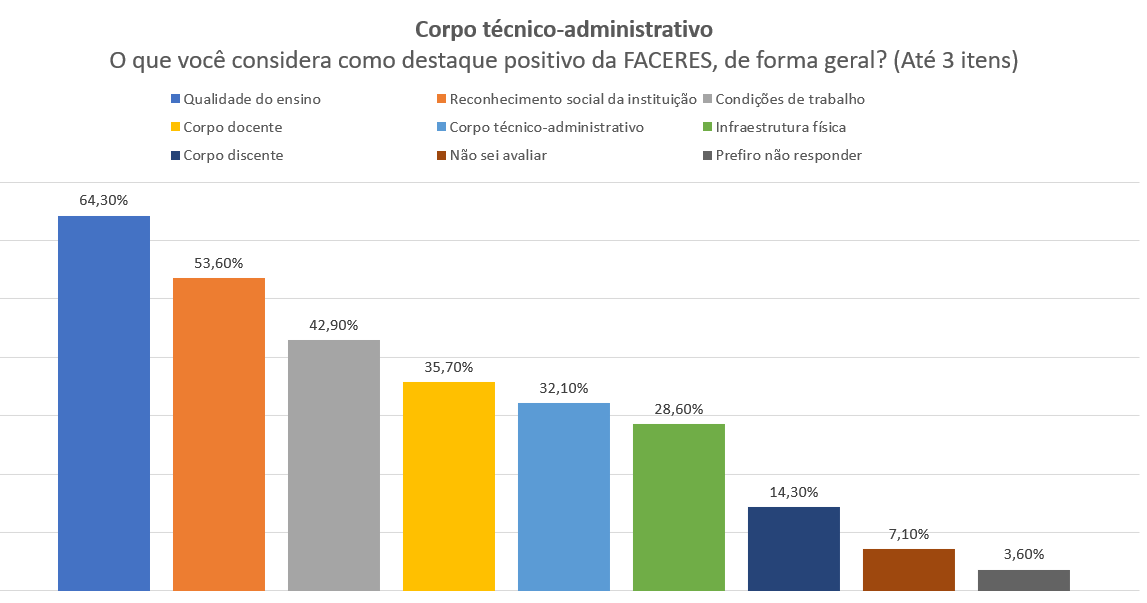 Corpo técnico-administrativo
O que você considera como destaque positivo da FACERES, de forma geral? (Até 3 itens)
Qualidade do ensino
Reconhecimento social da instituição
Condições de trabalho
Corpo docente
Corpo técnico-administrativo
Infraestrutura física
Corpo discente
Não sei avaliar
Prefiro não responder
64,30%
53,60%
42,90%
35,70%
32,10%
28,60%
14,30%
7,10%
3,60%